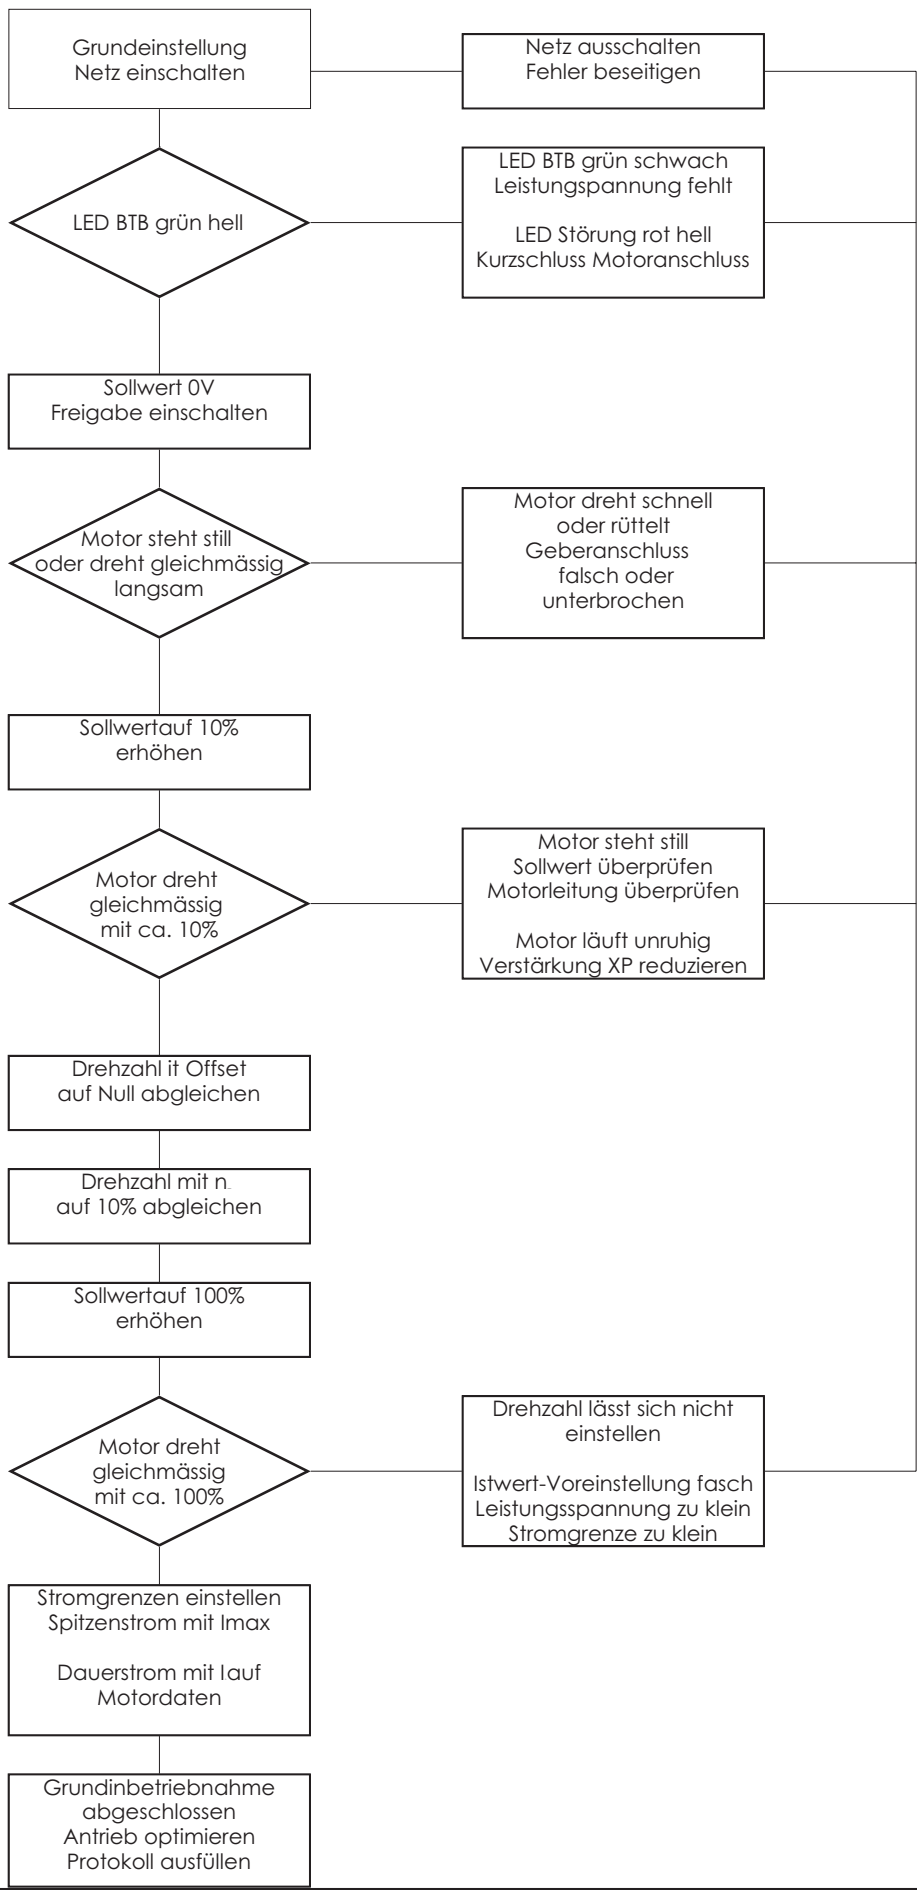 Grundeinstellung
Netz einschalten
Netz ausschalten
Fehler beseitigen
LED BTB grün hell
LED BTB grün schwach
Leistungspannung fehlt
LED Störung rot hell
Kurzschluss Motoranschluss
Sollwert 0V
Freigabe einschalten
Motor steht still
oder dreht gleichmässig
langsam
Motor dreht schnell
oder rüttelt
Geberanschluss
falsch oder
unterbrochen
Sollwertauf 10%
erhöhen
Motor dreht
gleichmässig
mit ca. 10%
Motor steht still
Sollwert überprüfen
Motorleitung überprüfen
Motor läuft unruhig
Verstärkung XP reduzieren
Drehzahl it Offset
auf Null abgleichen
Drehzahl mit n.
auf 10% abgleichen
Sollwertauf 100%
erhöhen
Motor dreht
gleichmässig
mit ca. 100%
Drehzahl lässt sich nicht
einstellen
Istwert-Voreinstellung fasch
Leistungsspannung zu klein
Stromgrenze zu klein
Stromgrenzen einstellen
Spitzenstrom mit Imax
Dauerstrom mit Iauf
Motordaten
Grundinbetriebnahme
abgeschlossen
Antrieb optimieren
Protokoll ausfüllen